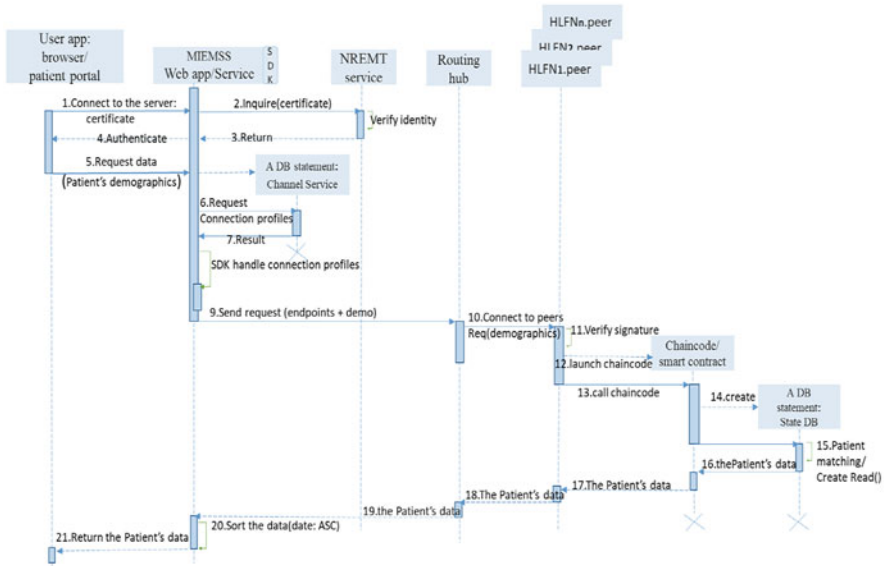 HLFNn.peer
HLFN2.peer
HLFN1.peer
User app:
browser/
patient portal
MIEMSS
Web app/Service
S
D
K
NREMT
service
Routing
hub
1.Connect to the server:
certificate
2.Inquire(certificate)
Verify identity
3.Return
4.Authenticate
5.Request data
(Patient's demographics)
A DB statement:
Channel Service
6.Request
Connection profiles
7.Result
SDK handle connection profiles
9.Send request (endpoints + demo)
10.Connect to peers
Req(demographics)
11.Verify signature
12.launch chaincode
Chaincode/
smart contract
13.call chaincode
14.create
A DB
statement:
State DB
15.Patient
matching/
Create Read()
16.thePatient's data
17.The Patient's data
18.The Patient's data
19.the Patient's data
20.Sort the data(date: ASC)
21.Return the Patient's data